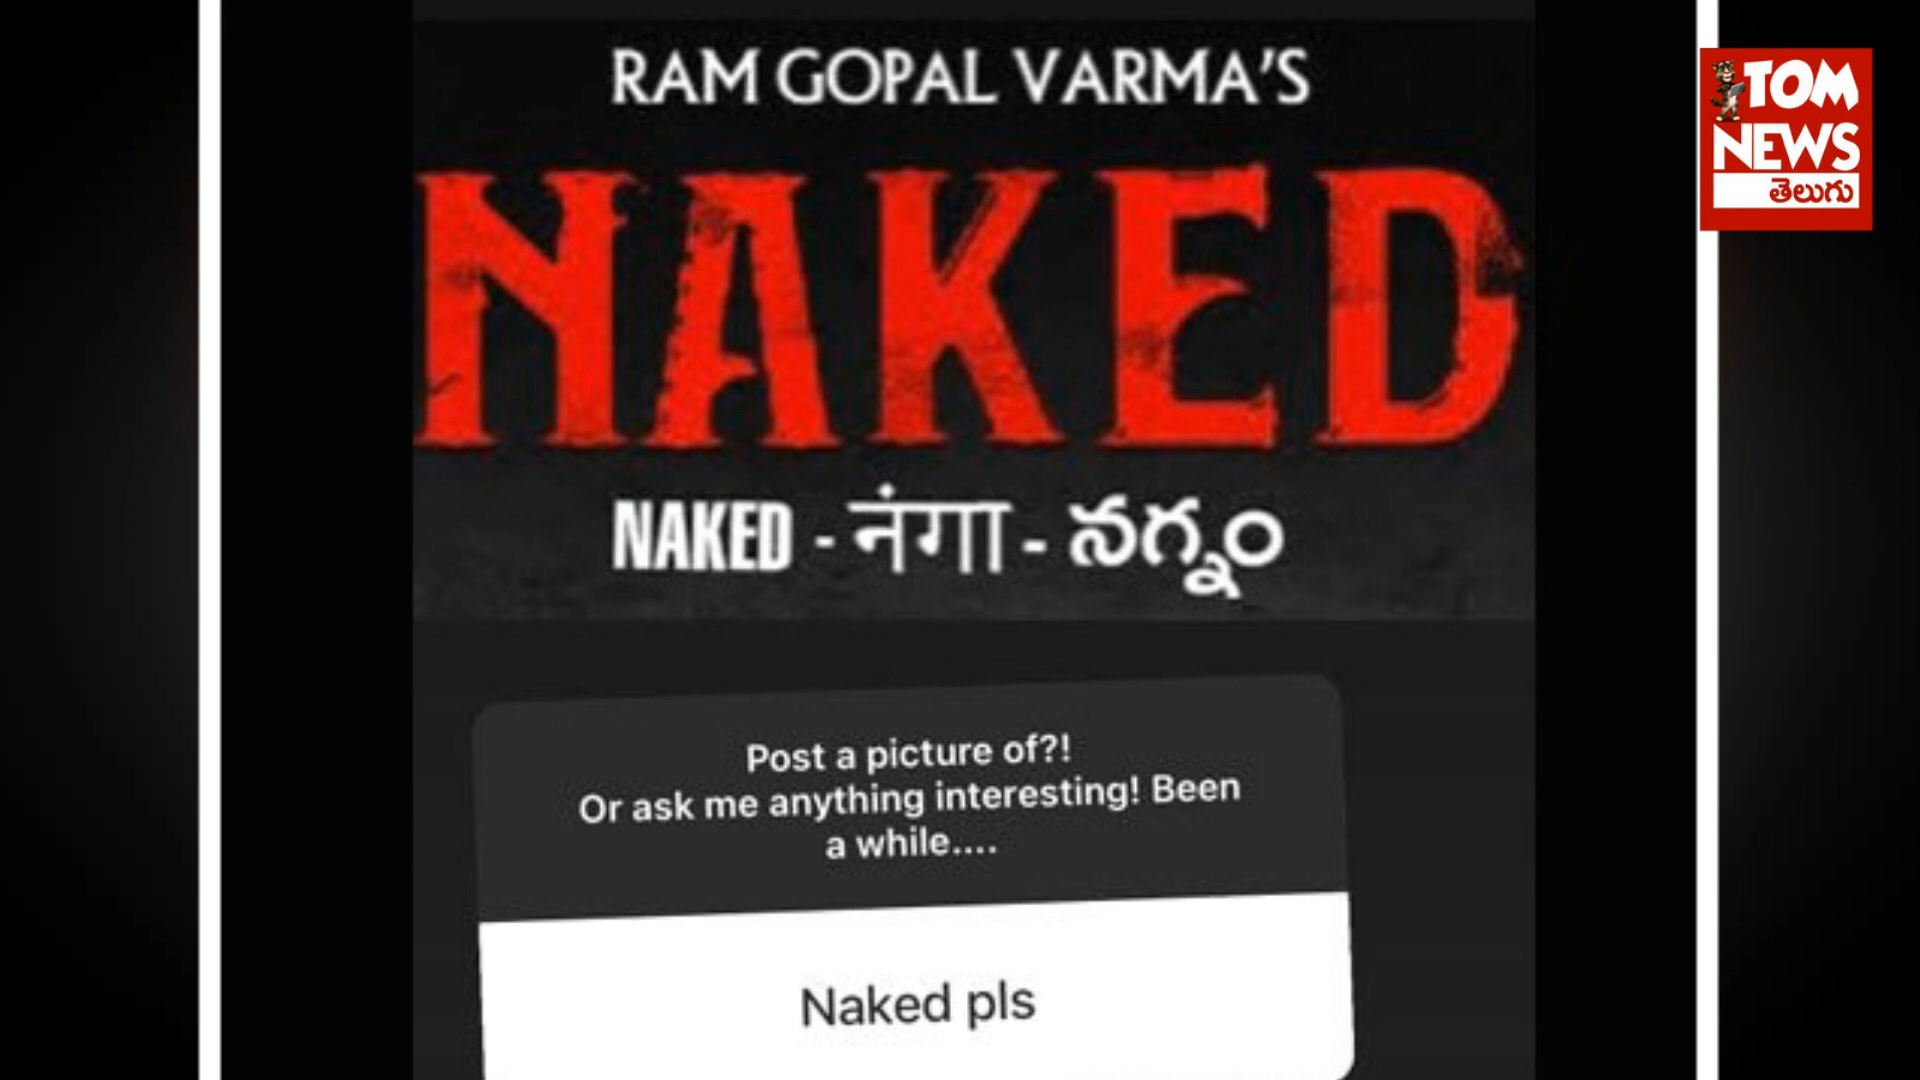 RAM GOPAL VARMA'S
NAKED
NAKED - नंगा - నగ్నం
Post a picture of?!
Or ask me anything interesting! Been
a while....
Naked pls
TOM
NEWS
తెలుగు